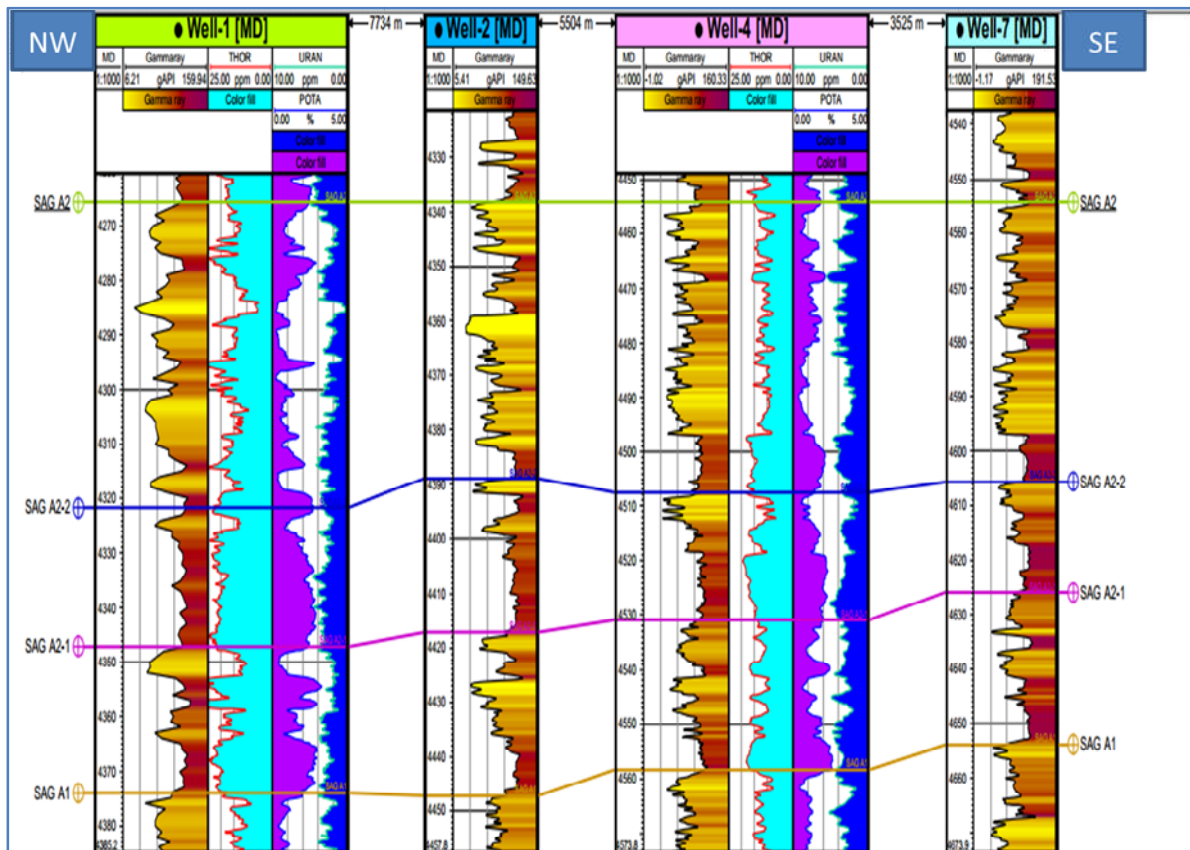 NW
Well-1 [MD]
7734 m
Well-2 [MD]
5504 m
Well-4 [MD]
3525 m
Well-7 [MD]
SE
MD Gammaray THOR URAN
1:1000 6.21 gAPI 159.94 25.00 ppm 0.00 10.00 ppm 0.00
Gamma ray Color fill POTA
0.00 % 5.00
Color fill
Color fill
MD Gammaray
1:1000 5.41 gAPI 149.63
Gamma ray
MD Gammaray THOR URAN
1:1000 -1.02 gAPI 160.33 25.00 ppm 0.00 10.00 ppm 0.00
Gamma ray Color fill POTA
0.00 % 5.00
Color fill
Color fill
MD Gammaray
1:1000 -1.17 gAPI 191.53
Gamma ray
SAG A2
SAG A2-2
SAG A2-1
SAG A1
4270
4280
4290
4300
4310
4320
4330
4340
4350
4360
4370
4380
4385.2
4330
4340
4350
4360
4370
4380
4390
4400
4410
4420
4430
4440
4450
4457.8
4450
4460
4470
4480
4490
4500
4510
4520
4530
4540
4550
4560
4573.8
4540
4550
4560
4570
4580
4590
4600
4610
4620
4630
4640
4650
4660
4673.9
SAG A2
SAG A2-2
SAG A2-1
SAG A1